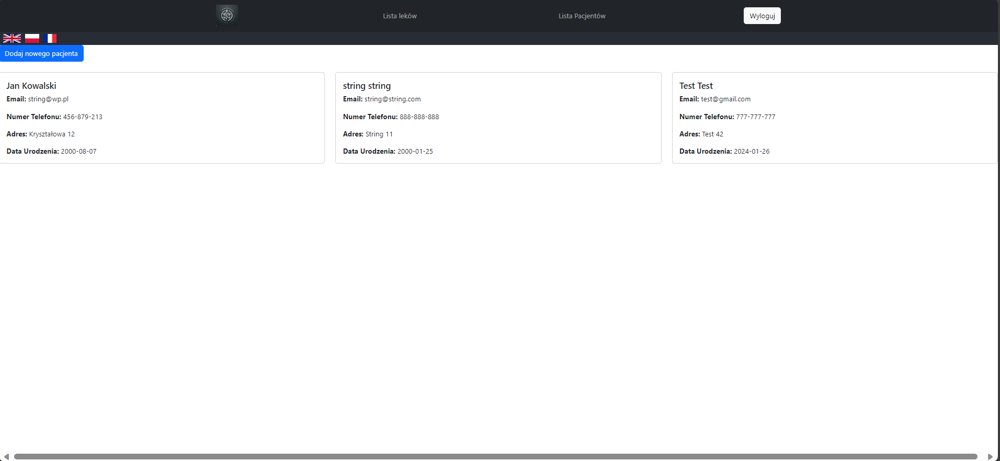 Lista leków
Lista Pacjentów
Wyloguj
Dodaj nowego pacjenta
Jan Kowalski
Email: string@wp.pl
Numer Telefonu: 456-879-213
Adres: Kryształowa 12
Data Urodzenia: 2000-08-07
string string
Email: string@string.com
Numer Telefonu: 888-888-888
Adres: String 11
Data Urodzenia: 2000-01-25
Test Test
Email: test@gmail.com
Numer Telefonu: 777-777-777
Adres: Test 42
Data Urodzenia: 2024-01-26